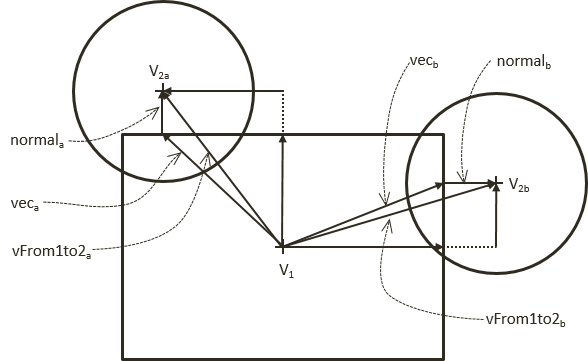 V2a
vecb
normalb
normala
V2b
veca
vFrom1to2a
V1
vFrom1to2b